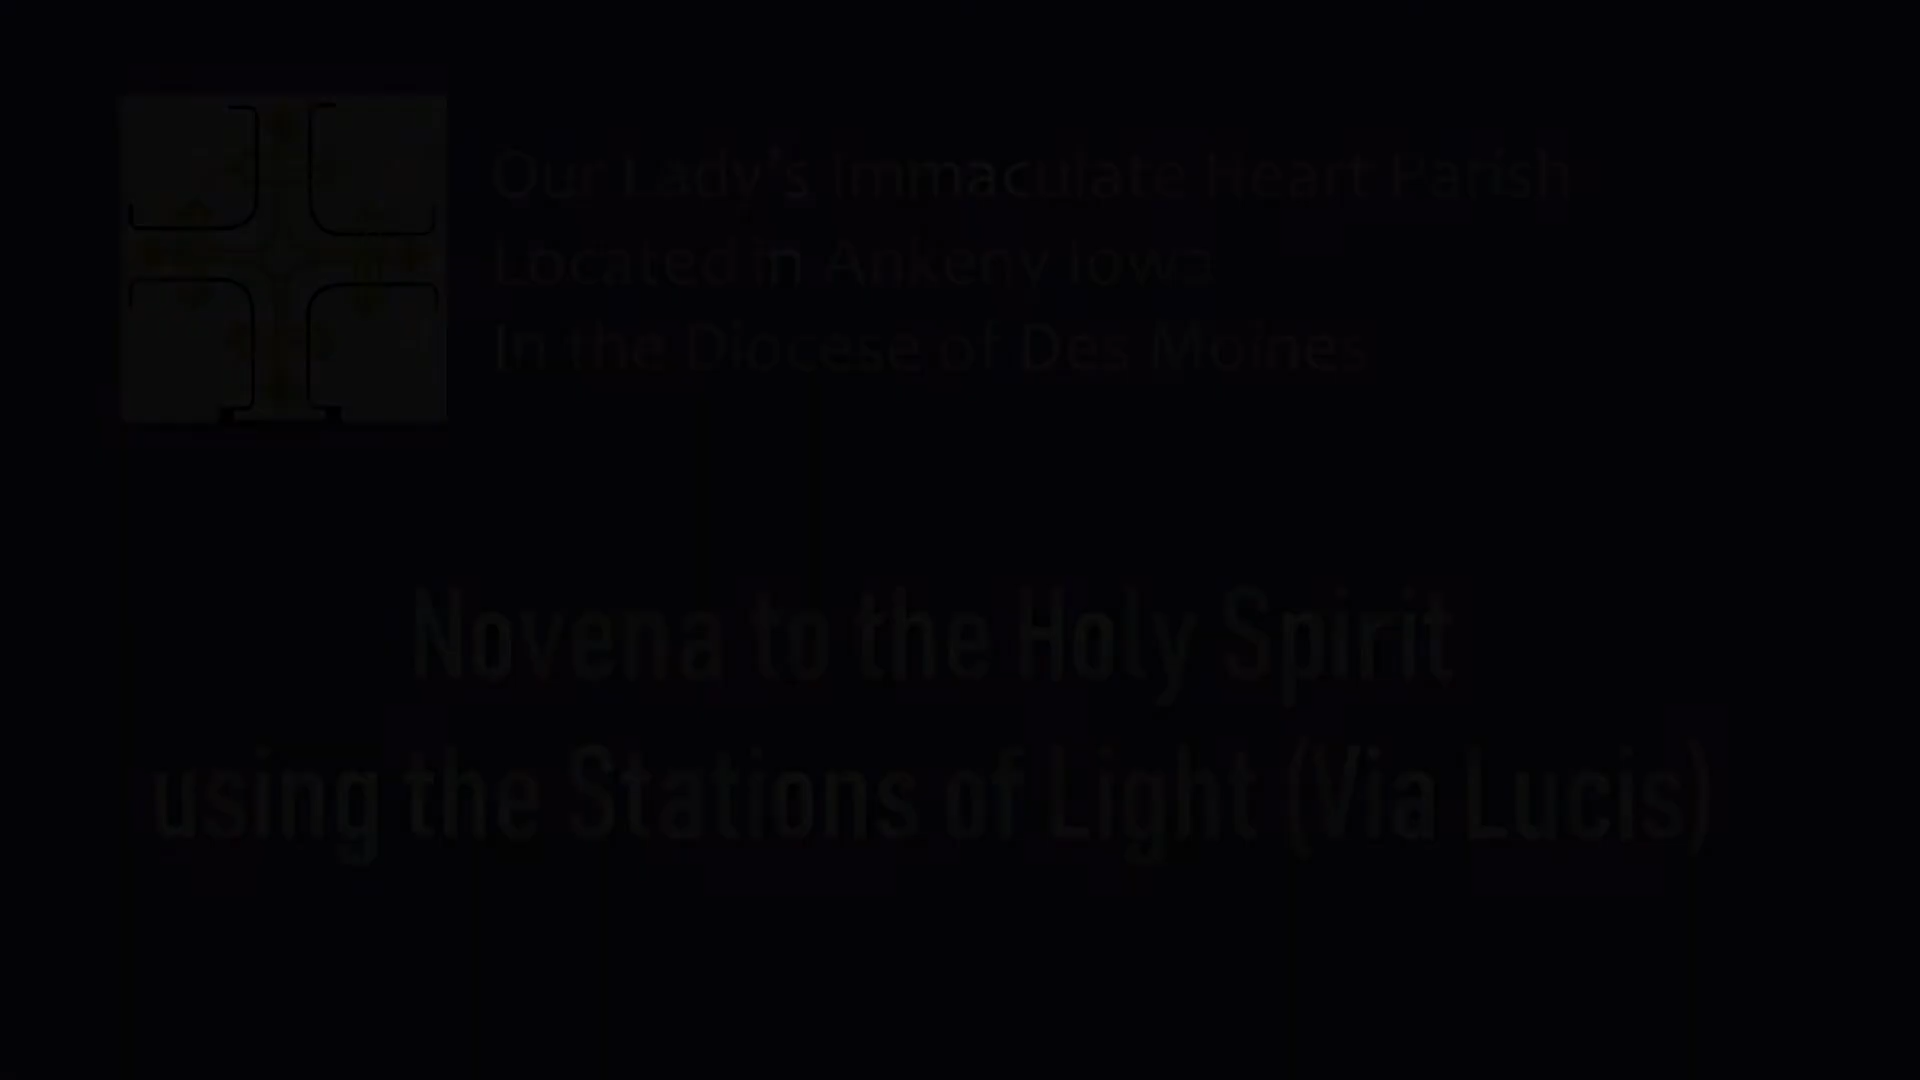 Our Lady's Immaculate Heart Parish
Located in Ankeny Iowa
In the Diocese of Des Moines
Novena to the Holy Spirit
using the Stations of Light (Via Lucis)